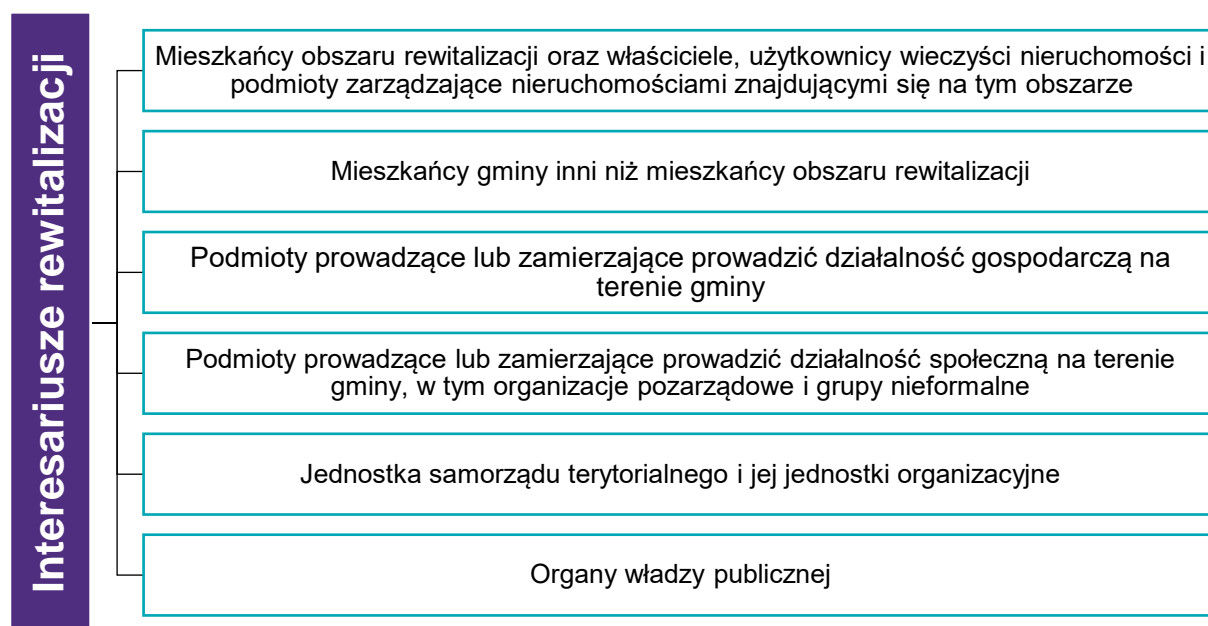 Interesariusze rewitalizacji
Mieszkańcy obszaru rewitalizacji oraz właściciele, użytkownicy wieczyści nieruchomości i
podmioty zarządzające nieruchomościami znajdującymi się na tym obszarze
Mieszkańcy gminy inni niż mieszkańcy obszaru rewitalizacji
Podmioty prowadzące lub zamierzające prowadzić działalność gospodarczą na
terenie gminy
Podmioty prowadzące lub zamierzające prowadzić działalność społeczną na terenie
gminy, w tym organizacje pozarządowe i grupy nieformalne
Jednostka samorządu terytorialnego i jej jednostki organizacyjne
Organy władzy publicznej